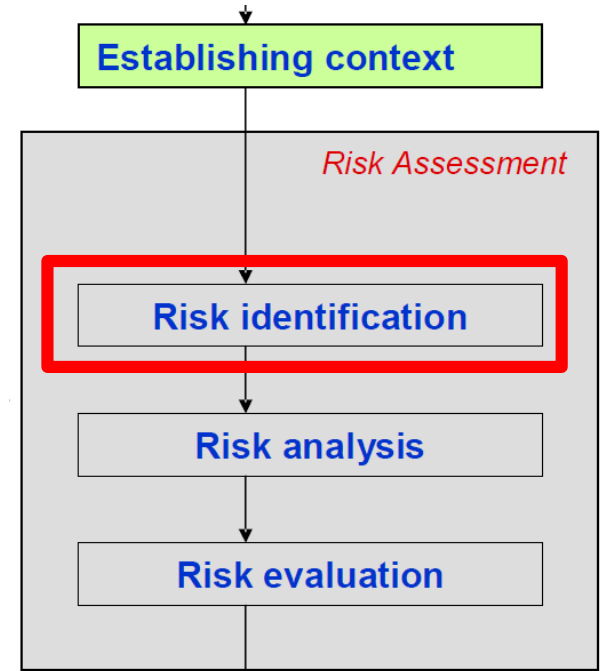 Establishing context
Risk Assessment
Risk identification
Risk analysis
Risk evaluation